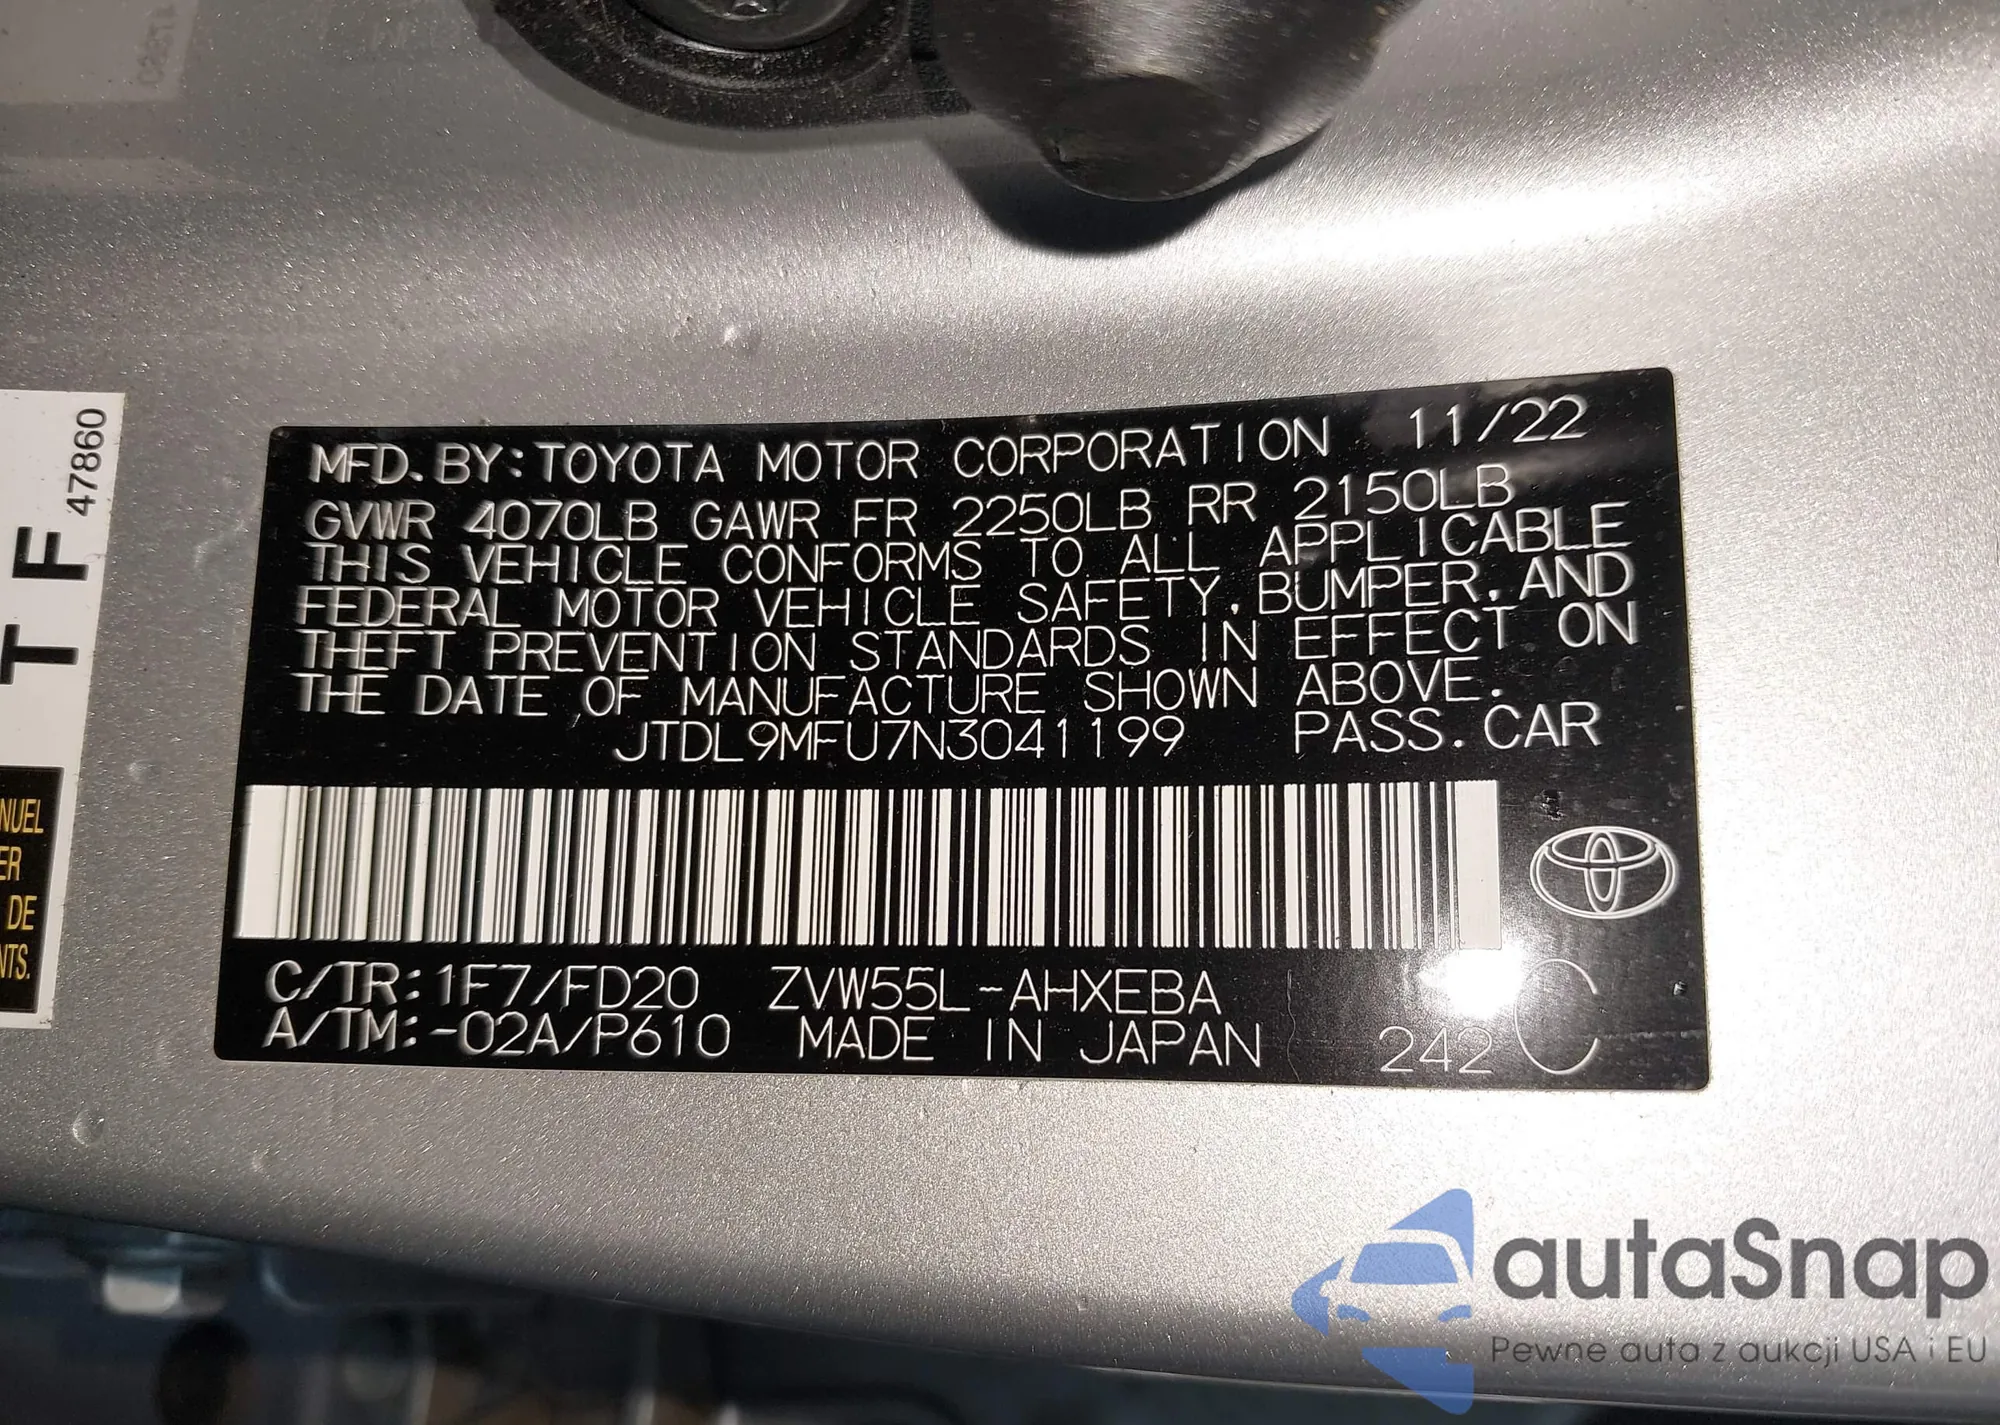 47860
T F
NUEL
ER
DE
NTS.
MFD. BY: TOYOTA MOTOR CORPORATION 11/22
GVWR 4070LB GAWR FR 2250LB RR 2150LB
THIS VEHICLE CONFORMS TO ALL APPLICABLE
FEDERAL MOTOR VEHICLE SAFETY, BUMPER, AND
THEFT PREVENTION STANDARDS IN EFFECT ON
THE DATE OF MANUFACTURE SHOWN ABOVE.
JTDL9MFU7N3041199 PASS. CAR
C/TR: 1F7/FD20 ZVW55L-AHXEBA
A/TM: -02A/P610 MADE IN JAPAN 242 C
autaSnap
Pewne auta z aukcji USA i EU